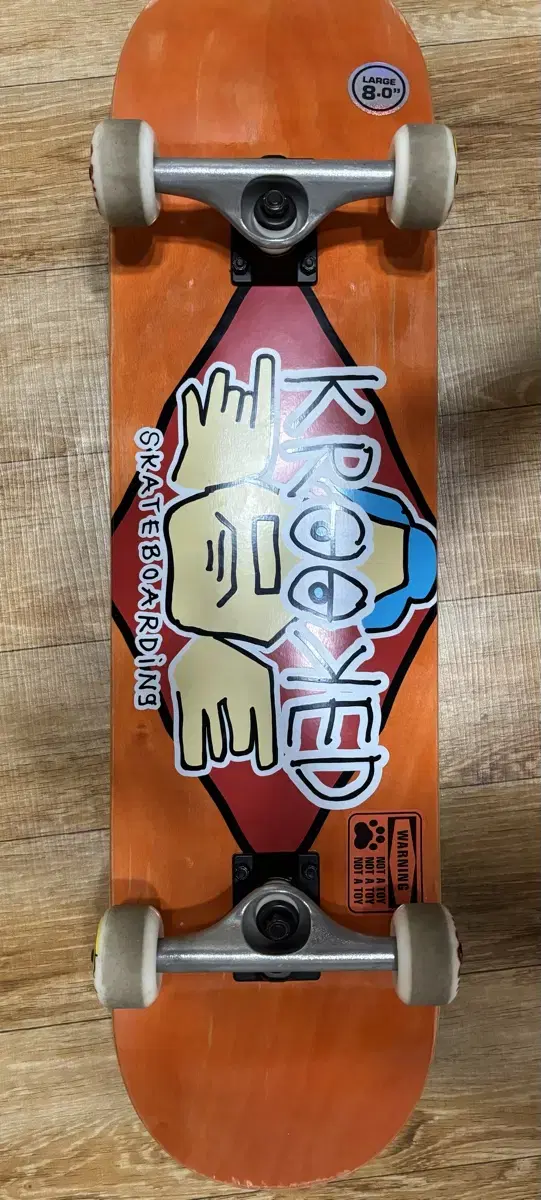 LARGE
8.0"
KROOKED
SKATEBOARDiNG
WARNING
NOT A TOY
NOT A TOY
NOT A TOY